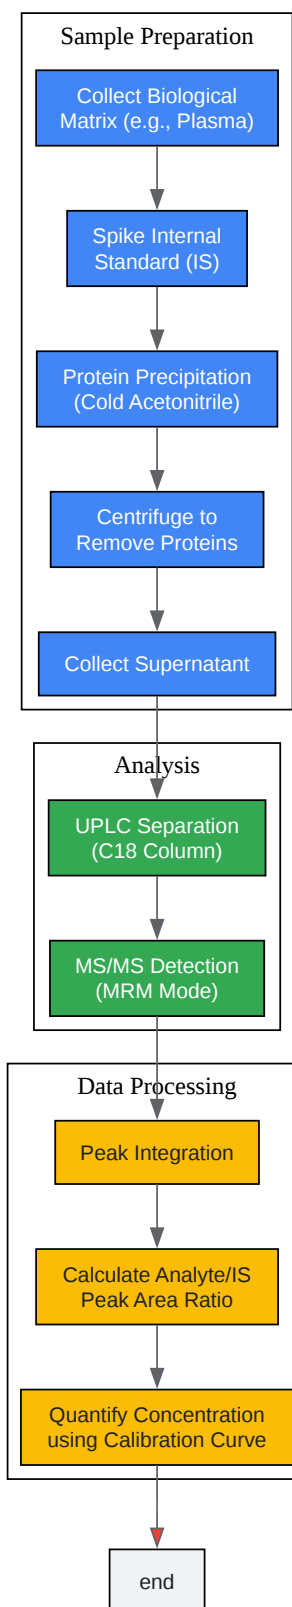 Sample Preparation
Collect Biological
Matrix (e.g., Plasma)
Spike Internal
Standard (IS)
Protein Precipitation
(Cold Acetonitrile)
Centrifuge to
Remove Proteins
Collect Supernatant
Analysis
UPLC Separation
(C18 Column)
MS/MS Detection
(MRM Mode)
Data Processing
Peak Integration
Calculate Analyte/IS
Peak Area Ratio
Quantify Concentration
using Calibration Curve
end